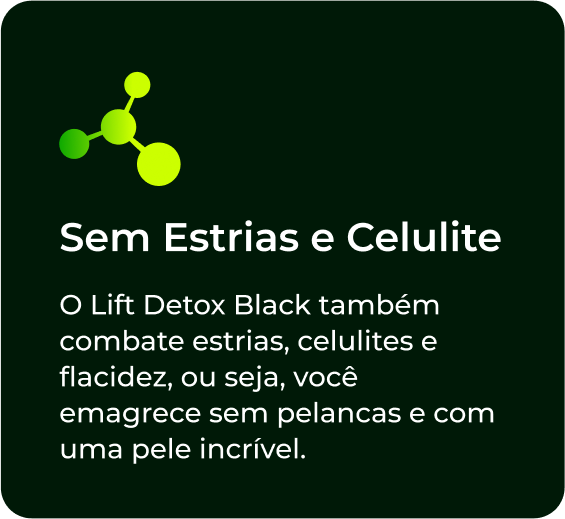 Sem Estrias e Celulite
O Lift Detox Black também
combate estrias, celulites e
flacidez, ou seja, você
emagrece sem pelancas e com
uma pele incrível.